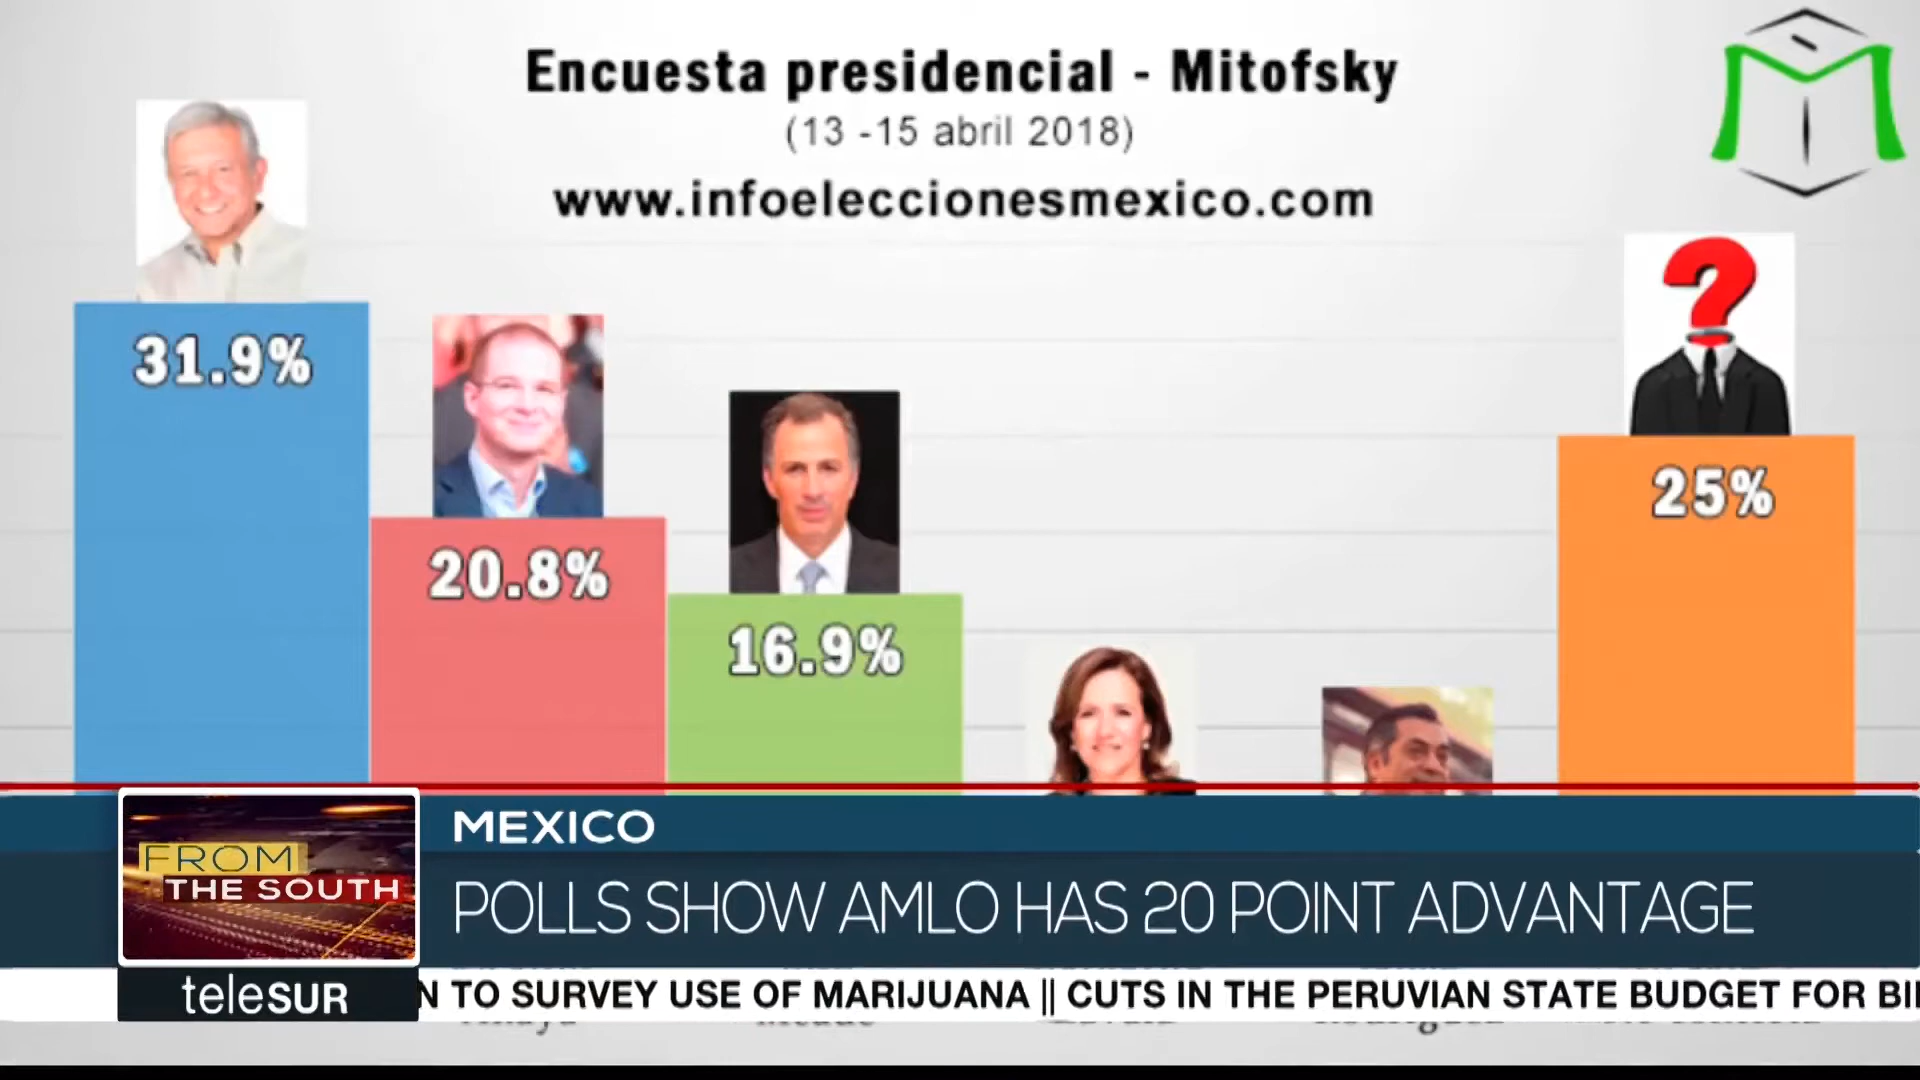 Encuesta presidencial - Mitofsky
(13 -15 abril 2018)
www.infoeleccionesmexico.com
31.9%
20.8%
16.9%
25%
MEXICO
FROM
THE SOUTH
POLLS SHOW AMLO HAS 20 POINT ADVANTAGE
teleSUR
N TO SURVEY USE OF MARIJUANA || CUTS IN THE PERUVIAN STATE BUDGET FOR BI